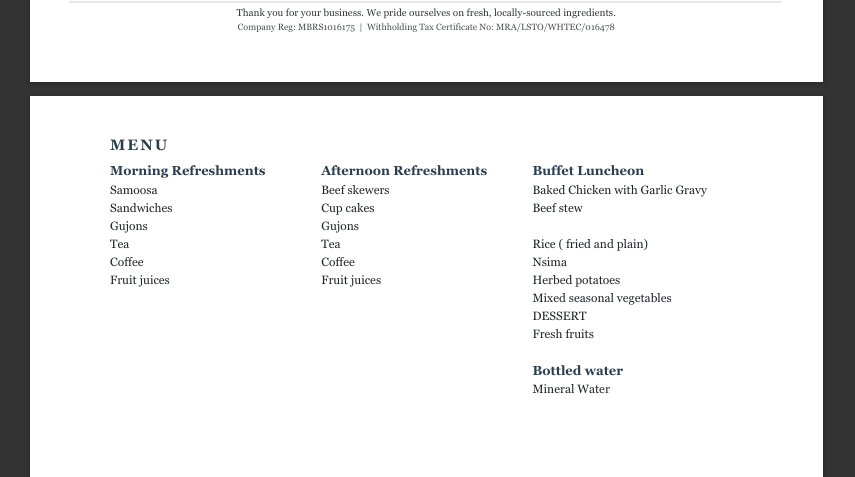 Thank you for your business. We pride ourselves on fresh, locally-sourced ingredients.
Company Reg: MBRS1016175 | Withholding Tax Certificate No: MRA/LSTO/WHTEC/016478
MENU
Morning Refreshments
Samoosa
Sandwiches
Gujons
Tea
Coffee
Fruit juices
Afternoon Refreshments
Beef skewers
Cup cakes
Gujons
Tea
Coffee
Fruit juices
Buffet Luncheon
Baked Chicken with Garlic Gravy
Beef stew
Rice ( fried and plain)
Nsima
Herbed potatoes
Mixed seasonal vegetables
DESSERT
Fresh fruits
Bottled water
Mineral Water